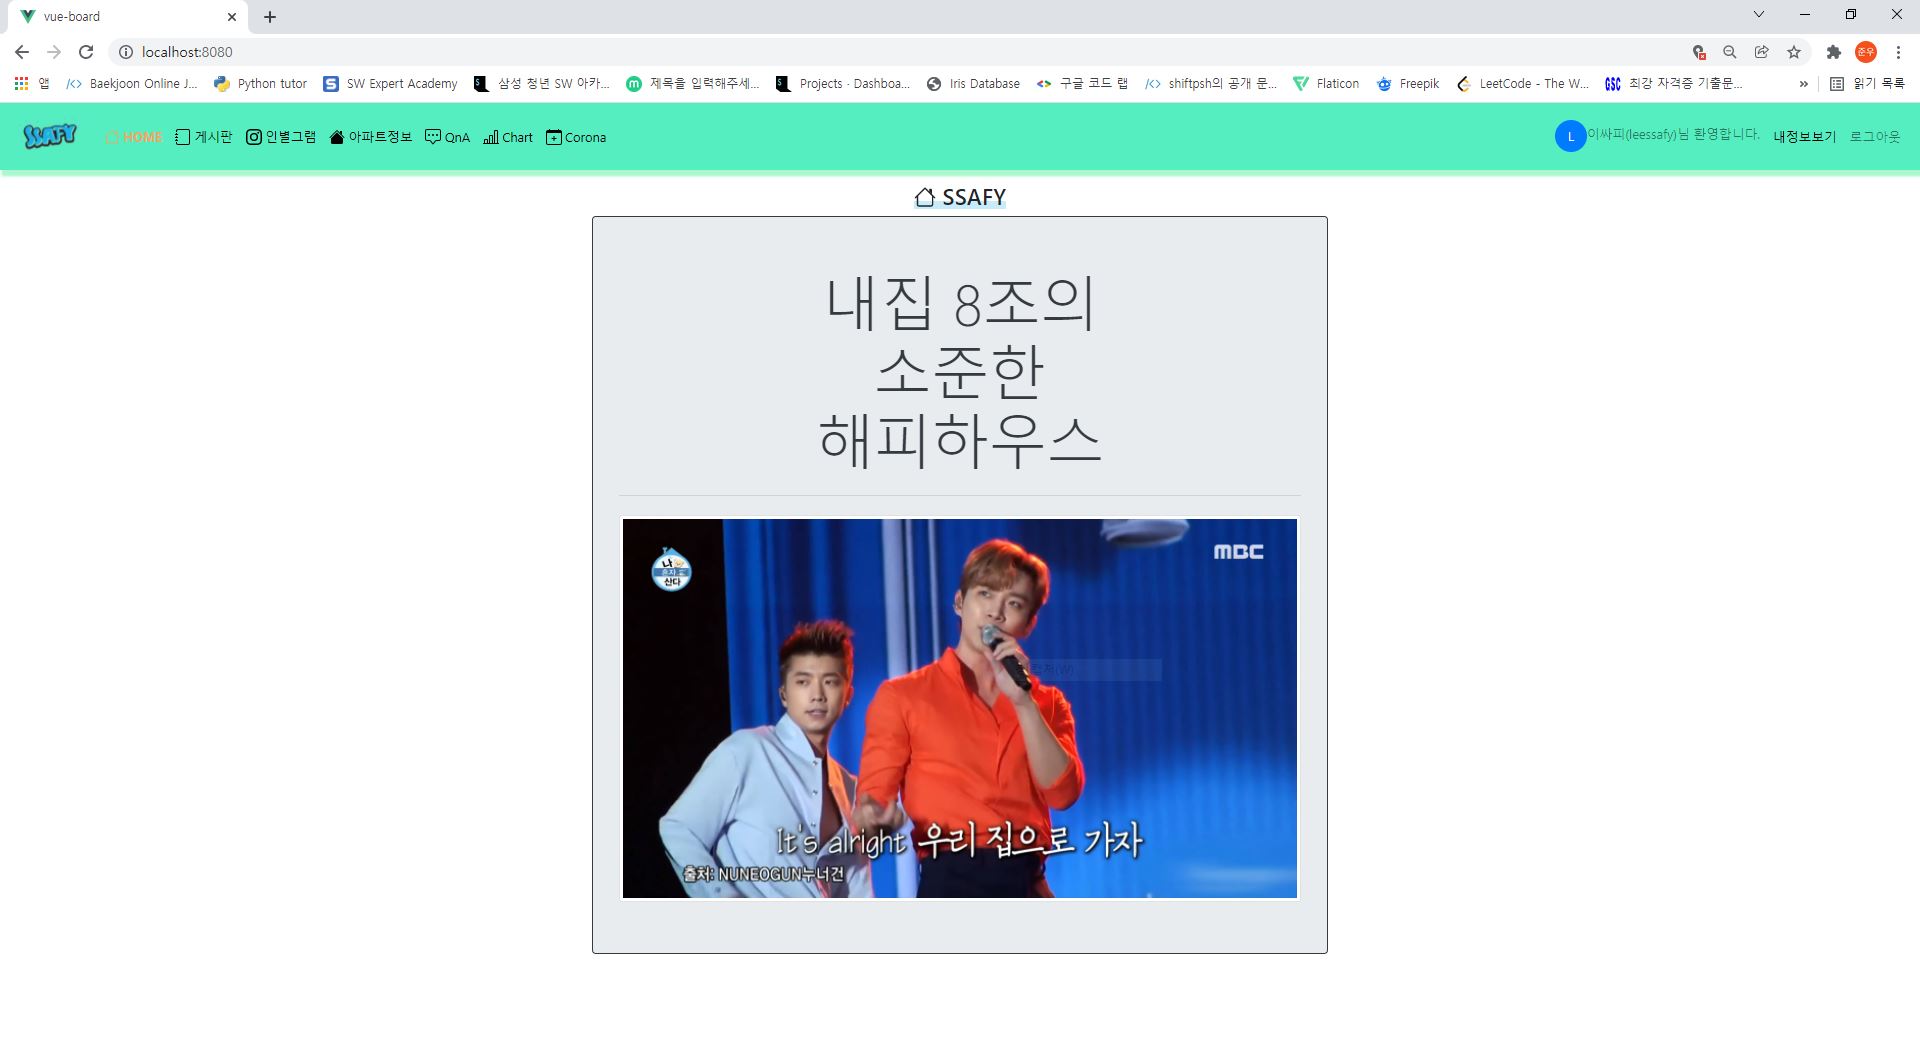 vue-board
localhost:8080
준우
앱
Baekjoon Online J...
Python tutor
SW Expert Academy
삼성 청년 SW 아카...
제목을 입력해주세...
Projects · Dashboa...
Iris Database
구글 코드 랩
shiftpsh의 공개 문...
Flaticon
Freepik
LeetCode - The W...
GSC 최강 자격증 기출문...
»
읽기 목록
SSAFY
HOME
게시판
인별그램
아파트정보
QnA
Chart
Corona
L
이싸피(leessafy)님 환영합니다.
내정보보기
로그아웃
SSAFY
내집 8조의
소준한
해피하우스
나
혼자
산다
MBC
캡처(W)
It's alright 우리 집으로 가자
출처: NUNEOGUN누너건